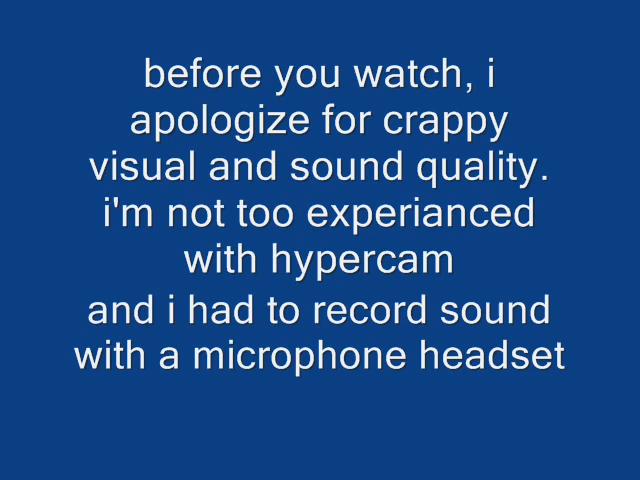 before you watch, i
apologize for crappy
visual and sound quality.
i'm not too experianced
with hypercam
and i had to record sound
with a microphone headset